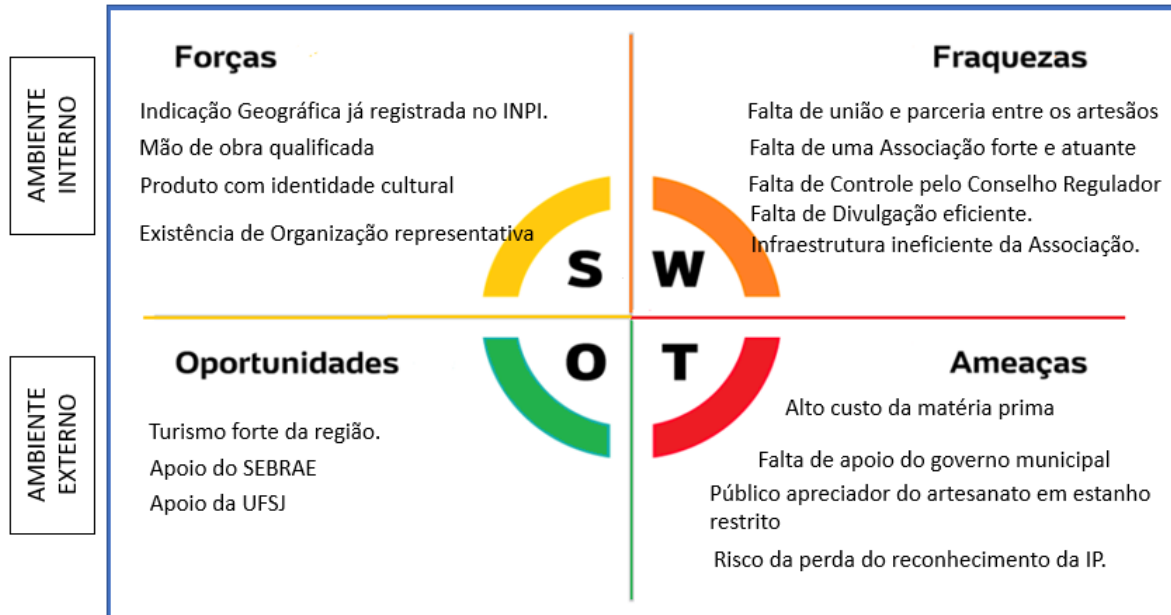 AMBIENTE
INTERNO
Forças
Indicação Geográfica já registrada no INPI.
Mão de obra qualificada
Produto com identidade cultural
Existência de Organização representativa
Fraquezas
Falta de união e parceria entre os artesãos
Falta de uma Associação forte e atuante
Falta de Controle pelo Conselho Regulador
Falta de Divulgação eficiente.
Infraestrutura ineficiente da Associação.
S W
O T
AMBIENTE
EXTERNO
Oportunidades
Turismo forte da região.
Apoio do SEBRAE
Apoio da UFSJ
Ameaças
Alto custo da matéria prima
Falta de apoio do governo municipal
Público apreciador do artesanato em estanho
restrito
Risco da perda do reconhecimento da IP.